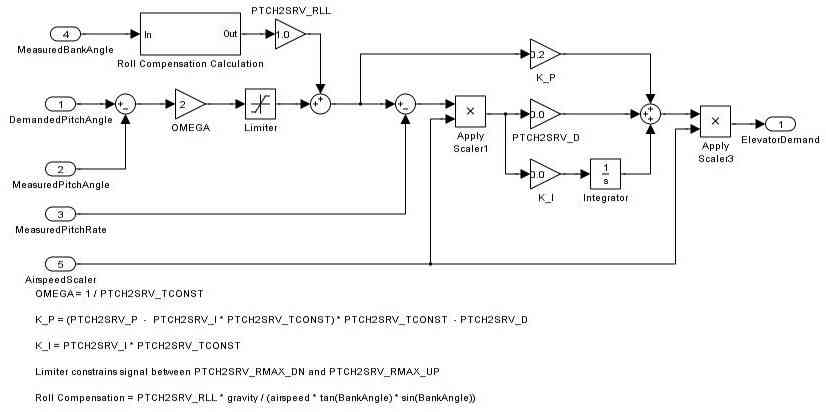 PTCH2SRV_RLL
4
In
Out
1.0
MeasuredBankAngle
Roll Compensation Calculation
0.2
K_P
1
2
DemandedPitchAngle
OMEGA
Limiter
×
Apply
Scaler1
0.0
PTCH2SRV_D
×
Apply
Scaler3
1
ElevatorDemand
2
MeasuredPitchAngle
0.0
K_I
1
s
Integrator
3
MeasuredPitchRate
5
AirspeedScaler
OMEGA = 1 / PTCH2SRV_TCONST
K_P = (PTCH2SRV_P - PTCH2SRV_I * PTCH2SRV_TCONST) * PTCH2SRV_TCONST - PTCH2SRV_D
K_I = PTCH2SRV_I * PTCH2SRV_TCONST
Limiter constrains signal between PTCH2SRV_RMAX_DN and PTCH2SRV_RMAX_UP
Roll Compensation = PTCH2SRV_RLL * gravity / (airspeed * tan(BankAngle) * sin(BankAngle))